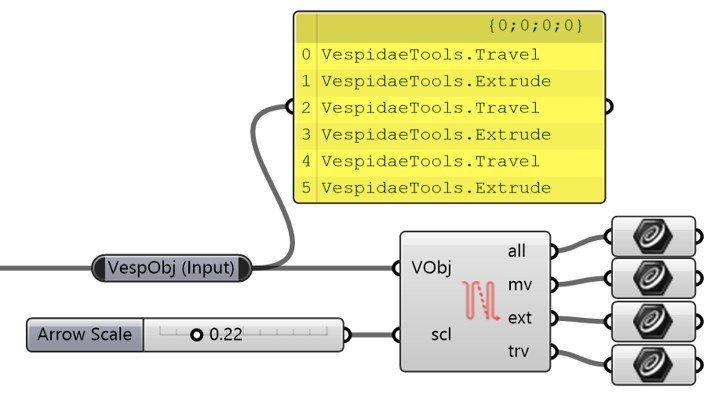 {0;0;0;0}
0 VespidaeTools.Travel
1 VespidaeTools.Extrude
2 VespidaeTools.Travel
3 VespidaeTools.Extrude
4 VespidaeTools.Travel
5 VespidaeTools.Extrude
VespObj (Input)
VObj
scl
all
mv
ext
trv
Arrow Scale
0.22